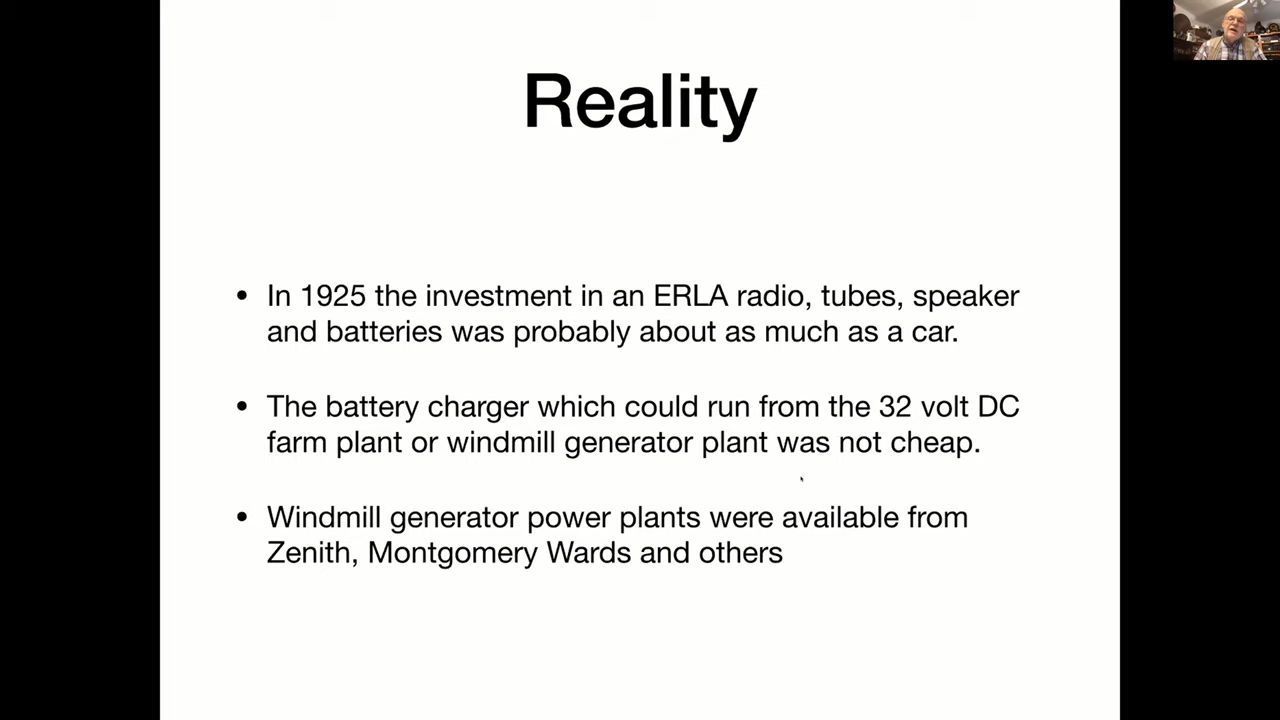 Reality
• In 1925 the investment in an ERLA radio, tubes, speaker
and batteries was probably about as much as a car.
• The battery charger which could run from the 32 volt DC
farm plant or windmill generator plant was not cheap.
• Windmill generator power plants were available from
Zenith, Montgomery Wards and others